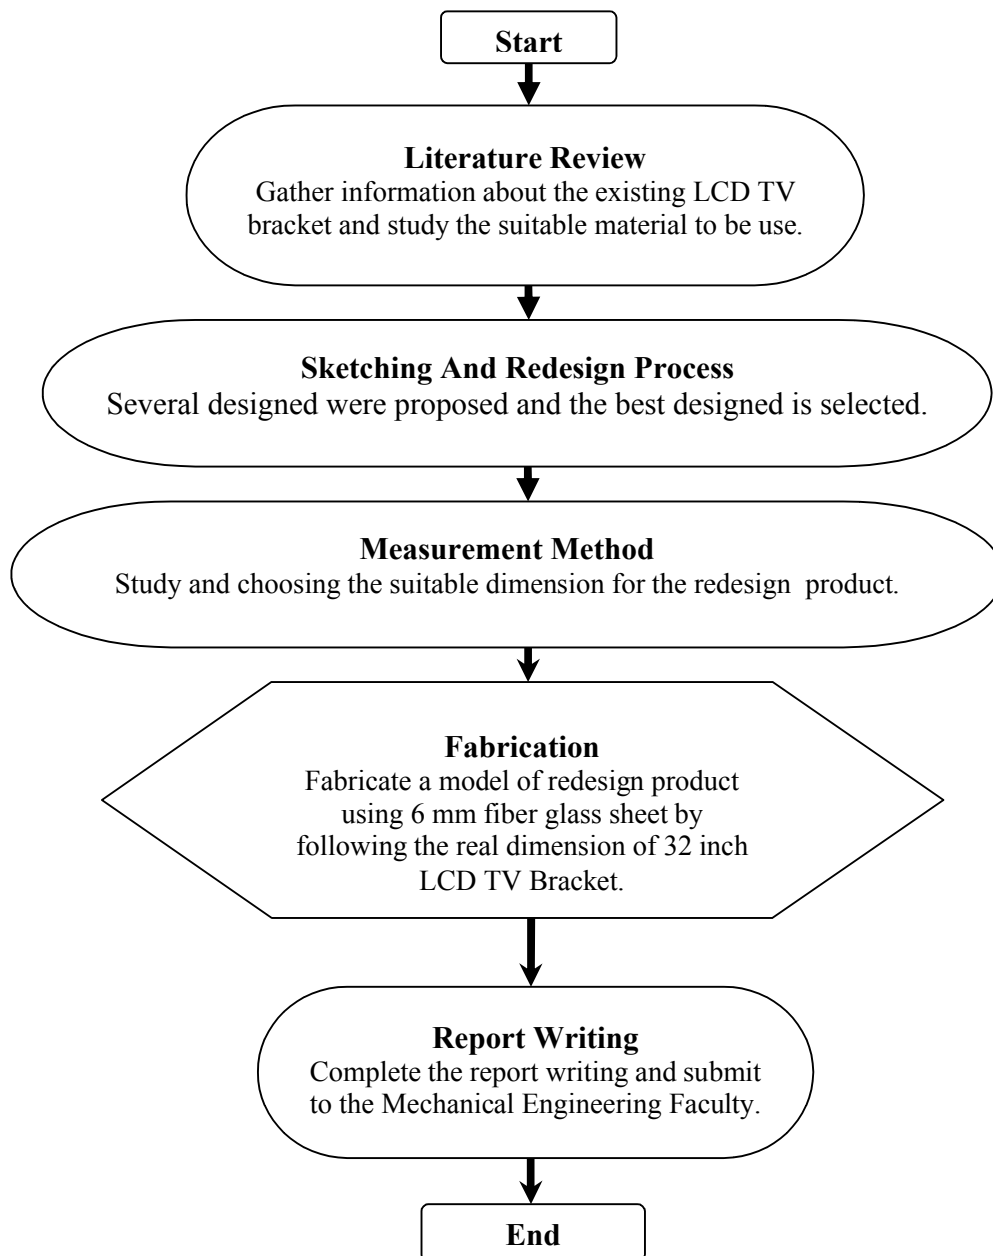 Start
Literature Review
Gather information about the existing LCD TV
bracket and study the suitable material to be use.
Sketching And Redesign Process
Several designed were proposed and the best designed is selected.
Measurement Method
Study and choosing the suitable dimension for the redesign  product.
Fabrication
Fabricate a model of redesign product
using 6 mm fiber glass sheet by
following the real dimension of 32 inch
LCD TV Bracket.
Report Writing
Complete the report writing and submit
to the Mechanical Engineering Faculty.
End